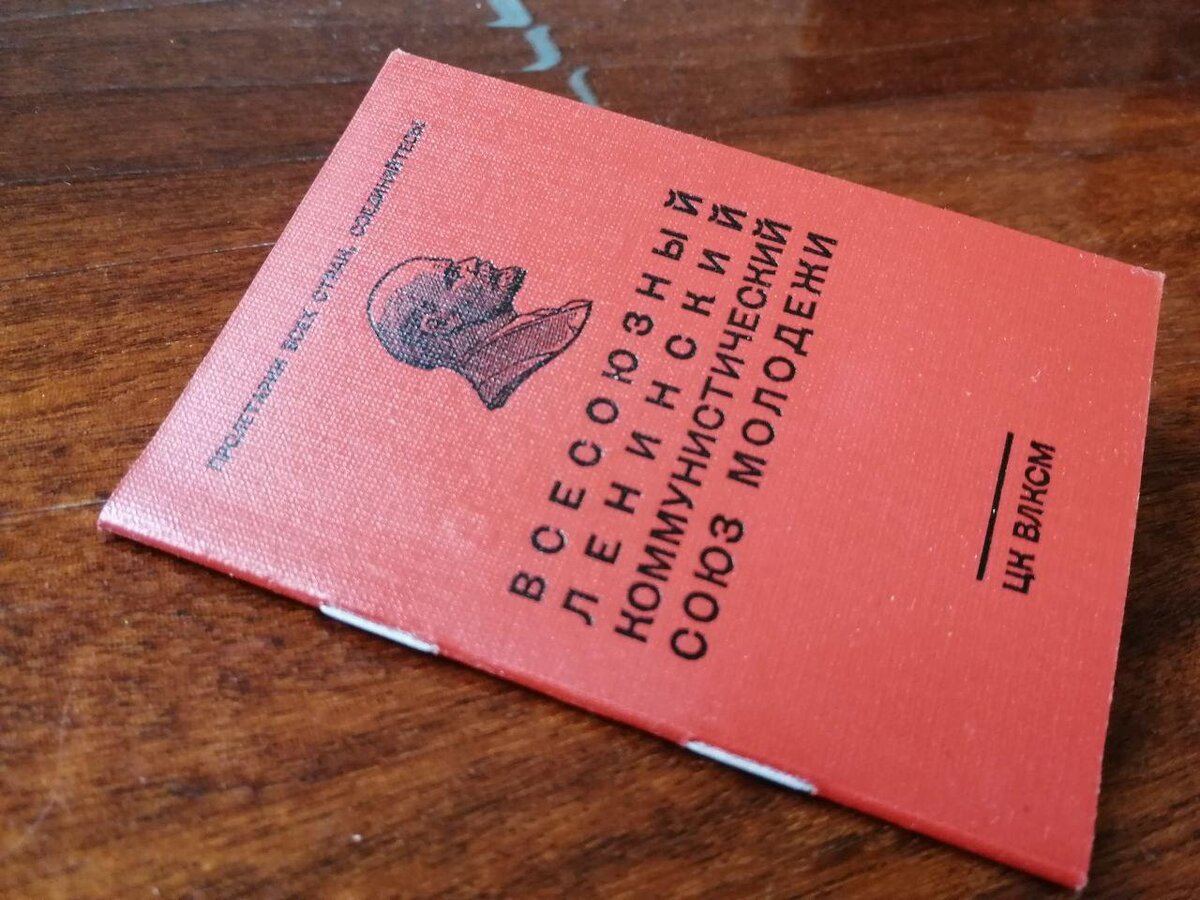 ПРОЛЕТАРИИ ВСЕХ СТРАН, СОЕДИНЯЙТЕСЬ!
ВСЕСОЮЗНЫЙ
ЛЕНИНСКИЙ
КОММУНИСТИЧЕСКИЙ
СОЮЗ МОЛОДЕЖИ
ЦК ВЛКСМ